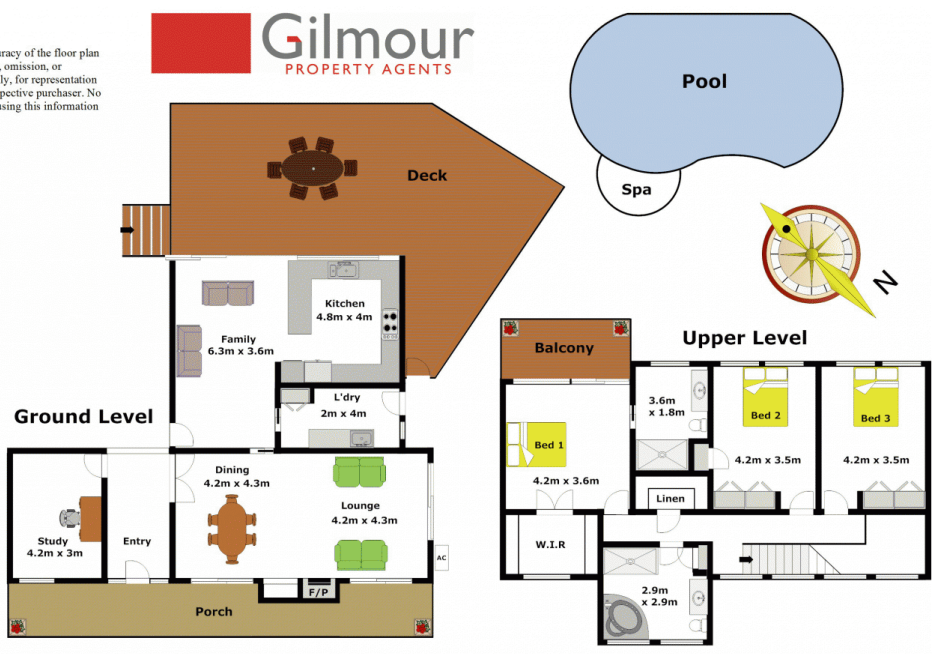 uracy of the floor plan
, omission, or
ly, for representation
pective purchaser. No
using this information
Gilmour
PROPERTY AGENTS
Pool
Spa
Deck
N
Kitchen
4.8m x 4m
Family
6.3m x 3.6m
L'dry
2m x 4m
Ground Level
Dining
4.2m x 4.3m
Lounge
4.2m x 4.3m
Study
4.2m x 3m
Entry
AC
F/P
Porch
Upper Level
Balcony
3.6m
x 1.8m
Bed 1
4.2m x 3.6m
Bed 2
4.2m x 3.5m
Bed 3
4.2m x 3.5m
Linen
W.I.R
2.9m
x 2.9m